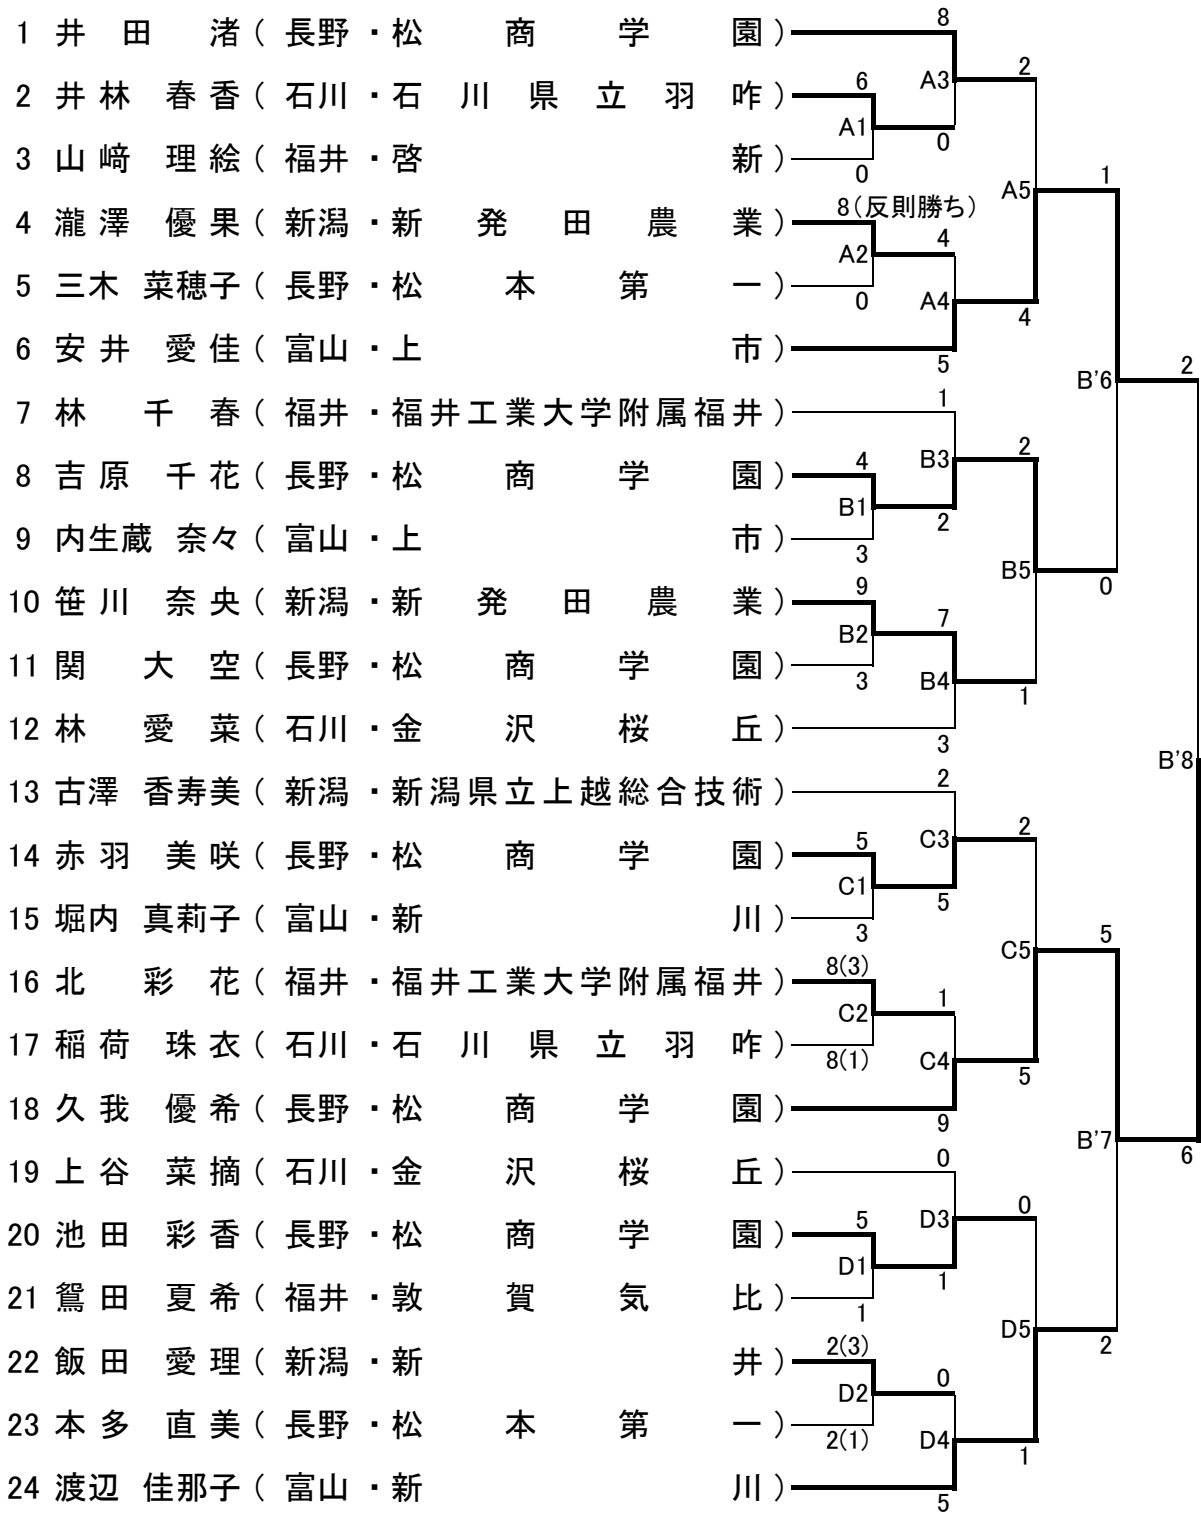 8
1 井田 渚 ( 長野 ・松商学園 )
2
A3
6
2 井林 春香 ( 石川 ・石川県立羽咋 )
A1
0
3 山﨑 理絵 ( 福井 ・啓新 )
0
1
A5
8(反則勝ち)
4 瀧澤 優果 ( 新潟 ・新発田農業 )
4
A2
5 三木 菜穂子 ( 長野 ・松本第一 )
0
A4
4
6 安井 愛佳 ( 富山 ・上市 )
5
2
B'6
1
7 林 千春 ( 福井 ・福井工業大学附属福井 )
2
B3
4
8 吉原 千花 ( 長野 ・松商学園 )
B1
2
9 内生蔵 奈々 ( 富山 ・上市 )
3
B5
0
9
10 笹川 奈央 ( 新潟 ・新発田農業 )
7
B2
11 関 大空 ( 長野 ・松商学園 )
3
B4
1
12 林 愛菜 ( 石川 ・金沢桜丘 )
3
B'8
2
13 古澤 香寿美 ( 新潟 ・新潟県立上越総合技術 )
2
C3
5
14 赤羽 美咲 ( 長野 ・松商学園 )
C1
5
15 堀内 真莉子 ( 富山 ・新川 )
3
5
C5
8(3)
16 北 彩花 ( 福井 ・福井工業大学附属福井 )
1
C2
17 稲荷 珠衣 ( 石川 ・石川県立羽咋 )
8(1)
C4
5
18 久我 優希 ( 長野 ・松商学園 )
9
B'7
6
0
19 上谷 菜摘 ( 石川 ・金沢桜丘 )
0
D3
5
20 池田 彩香 ( 長野 ・松商学園 )
D1
1
21 鴛田 夏希 ( 福井 ・敦賀気比 )
1
D5
2
2(3)
22 飯田 愛理 ( 新潟 ・新井 )
0
D2
23 本多 直美 ( 長野 ・松本第一 )
2(1)
D4
1
24 渡辺 佳那子 ( 富山 ・新川 )
5